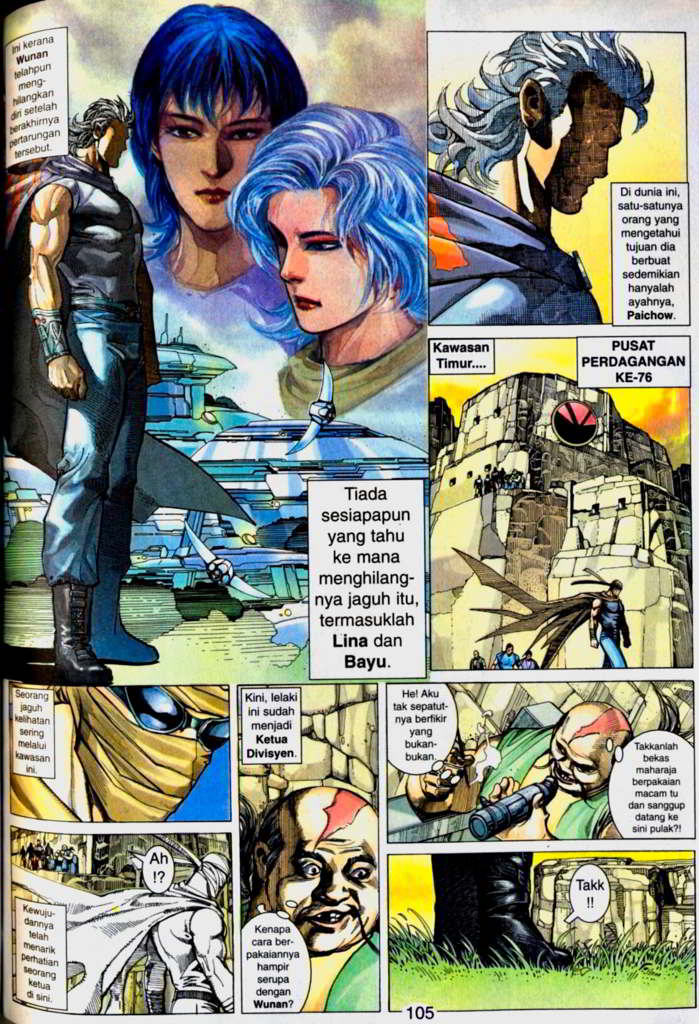 Ini kerana
Wunan
telahpun
meng-
hilangkan
diri setelah
berakhirnya
pertarungan
tersebut.
Di dunia ini,
satu-satunya
orang yang
mengetahui
tujuan dia
berbuat
sedemikian
hanyalah
ayahnya,
Paichow.
Tiada
sesiapapun
yang tahu
ke mana
menghilang-
nya jaguh itu,
termasuklah
Lina dan
Bayu.
Kawasan
Timur....
PUSAT
PERDAGANGAN
KE-76
Seorang
jaguh
kelihatan
sering
melalui
kawasan
ini.
Ah
!?
Kewuju-
dannya
telah
menarik
perhatian
seorang
ketua
di sini.
Kini, lelaki
ini sudah
menjadi
Ketua
Divisyen.
Kenapa
cara ber-
pakaiannya
hampir
serupa
dengan
Wunan?
He! Aku
tak sepatut-
nya berfikir
yang
bukan-
bukan.
Takkanlah
bekas
maharaja
berpakaian
macam tu
dan sanggup
datang ke
sini pulak?!
Takk
!!
105